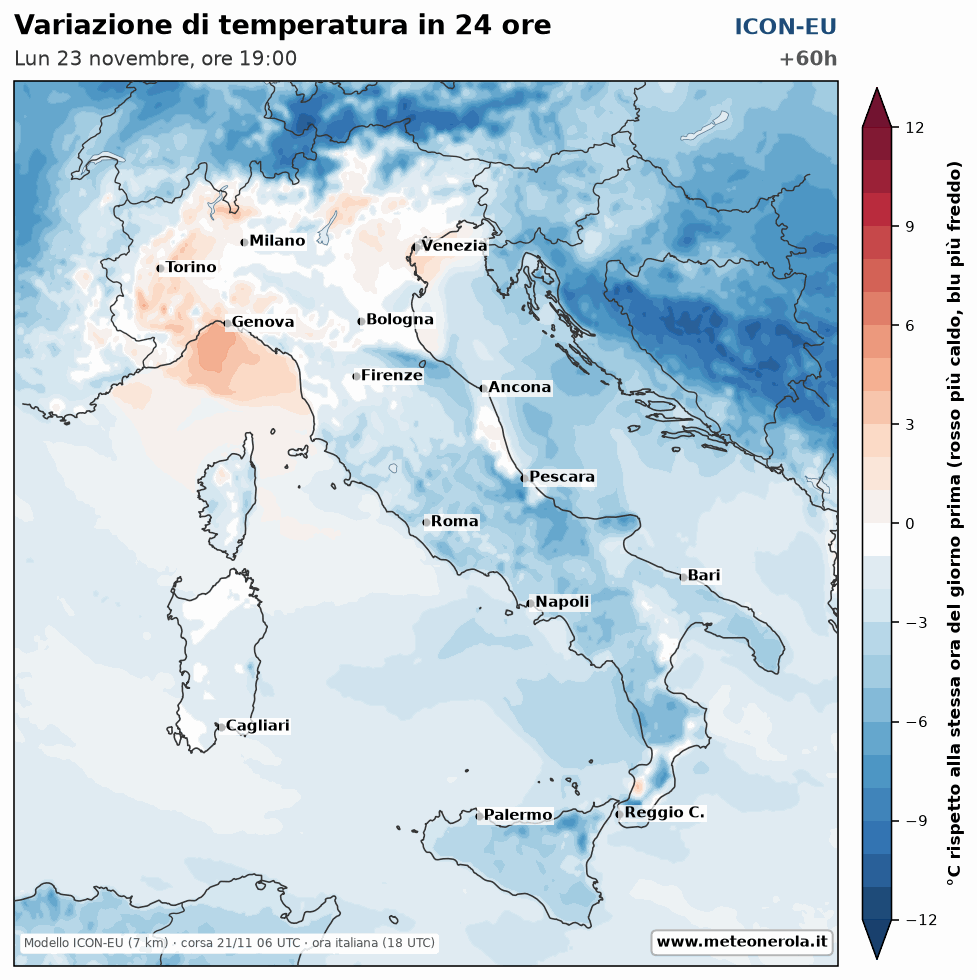 Variazione di temperatura in 24 ore
ICON-EU
Lun 23 novembre, ore 19:00
+60h
Milano
Venezia
Torino
Genova
Bologna
Firenze
Ancona
Pescara
Roma
Bari
Napoli
Cagliari
Palermo
Reggio C.
12
9
6
3
0
−3
−6
−9
−12
°C rispetto alla stessa ora del giorno prima (rosso più caldo, blu più freddo)
Modello ICON-EU (7 km) · corsa 21/11 06 UTC · ora italiana (18 UTC)
www.meteonerola.it